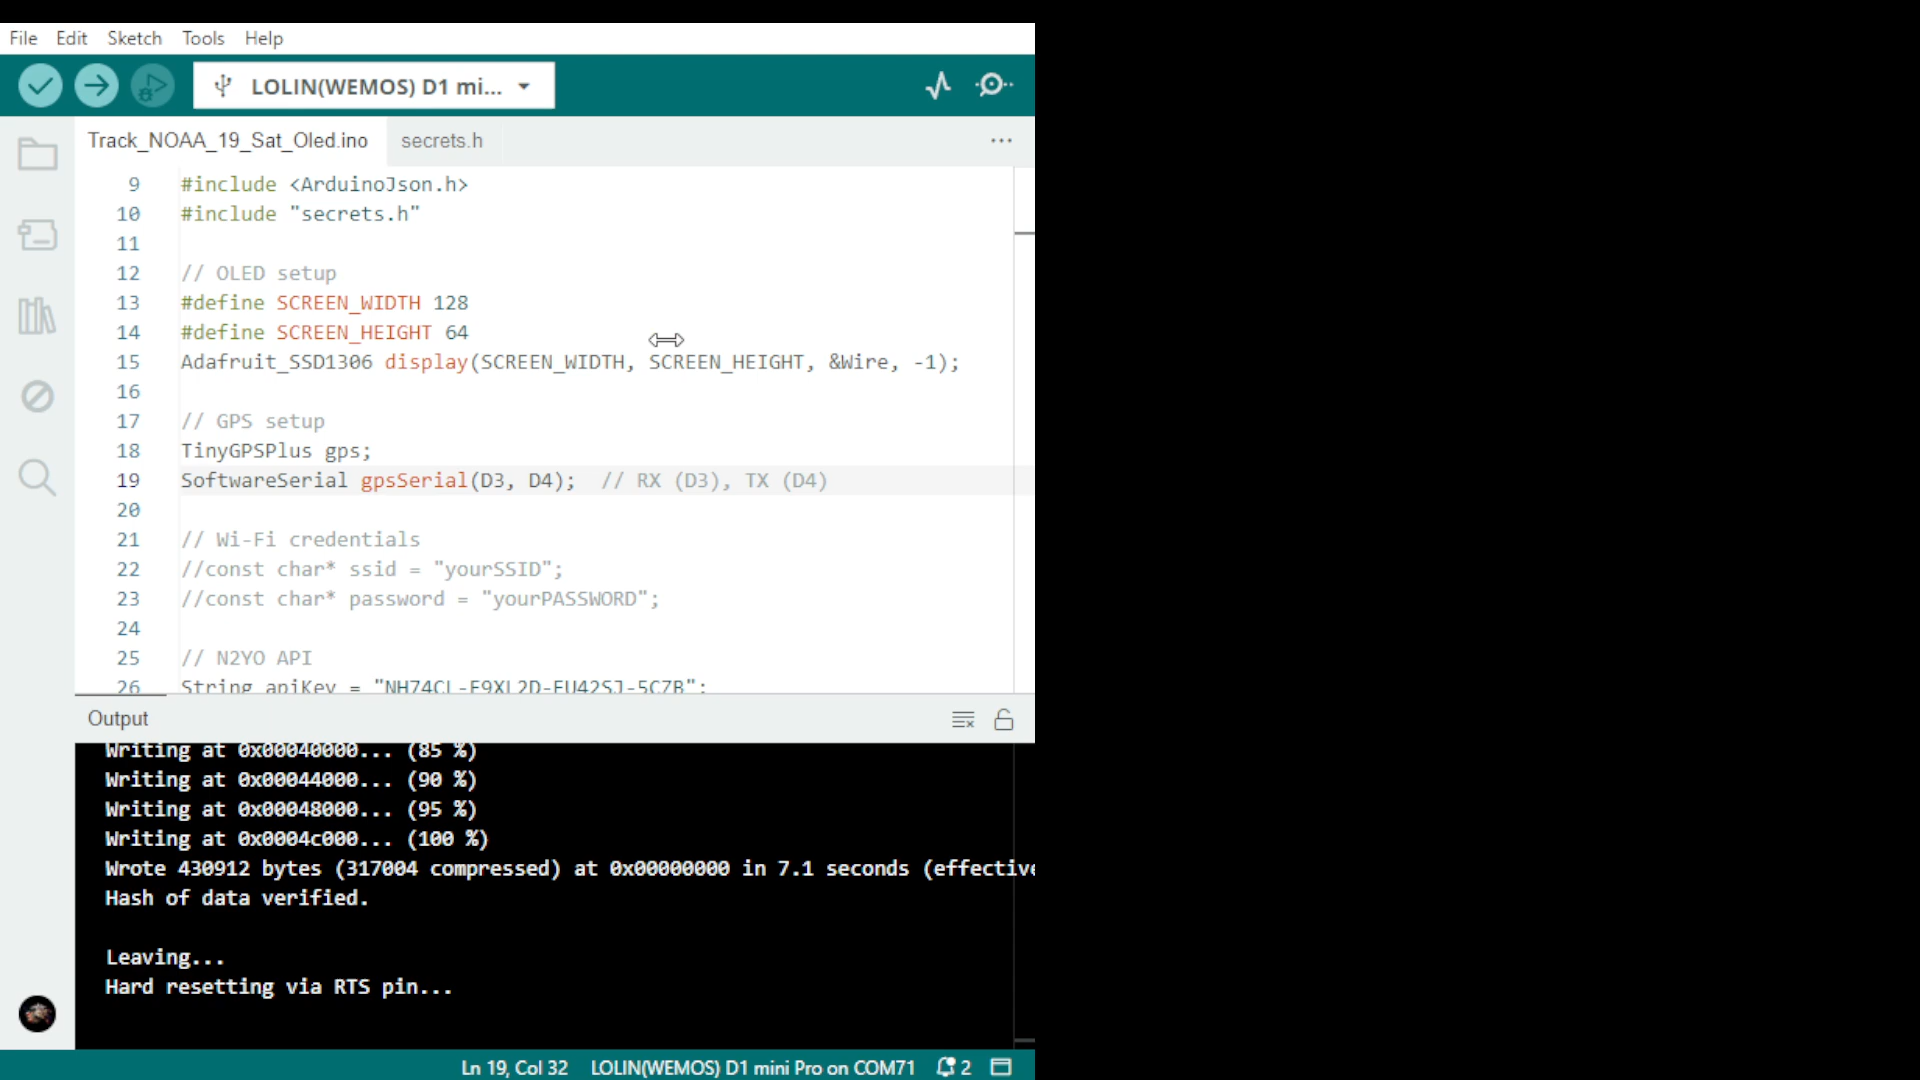 File Edit Sketch Tools Help
LOLIN(WEMOS) D1 mi...
Track_NOAA_19_Sat_Oled.ino secrets.h
9 #include <ArduinoJson.h>
10 #include "secrets.h"
11
12 // OLED setup
13 #define SCREEN_WIDTH 128
14 #define SCREEN_HEIGHT 64
15 Adafruit_SSD1306 display(SCREEN_WIDTH, SCREEN_HEIGHT, &Wire, -1);
16
17 // GPS setup
18 TinyGPSPlus gps;
19 SoftwareSerial gpsSerial(D3, D4); // RX (D3), TX (D4)
20
21 // Wi-Fi credentials
22 //const char* ssid = "yourSSID";
23 //const char* password = "yourPASSWORD";
24
25 // N2YO API
26 String apiKey =
Output
Writing at 0x00040000... (85 %)
Writing at 0x00044000... (90 %)
Writing at 0x00048000... (95 %)
Writing at 0x0004c000... (100 %)
Wrote 430912 bytes (317004 compressed) at 0x00000000 in 7.1 seconds (effective
Hash of data verified.
Leaving...
Hard resetting via RTS pin...
Ln 19, Col 32 LOLIN(WEMOS) D1 mini Pro on COM71 2